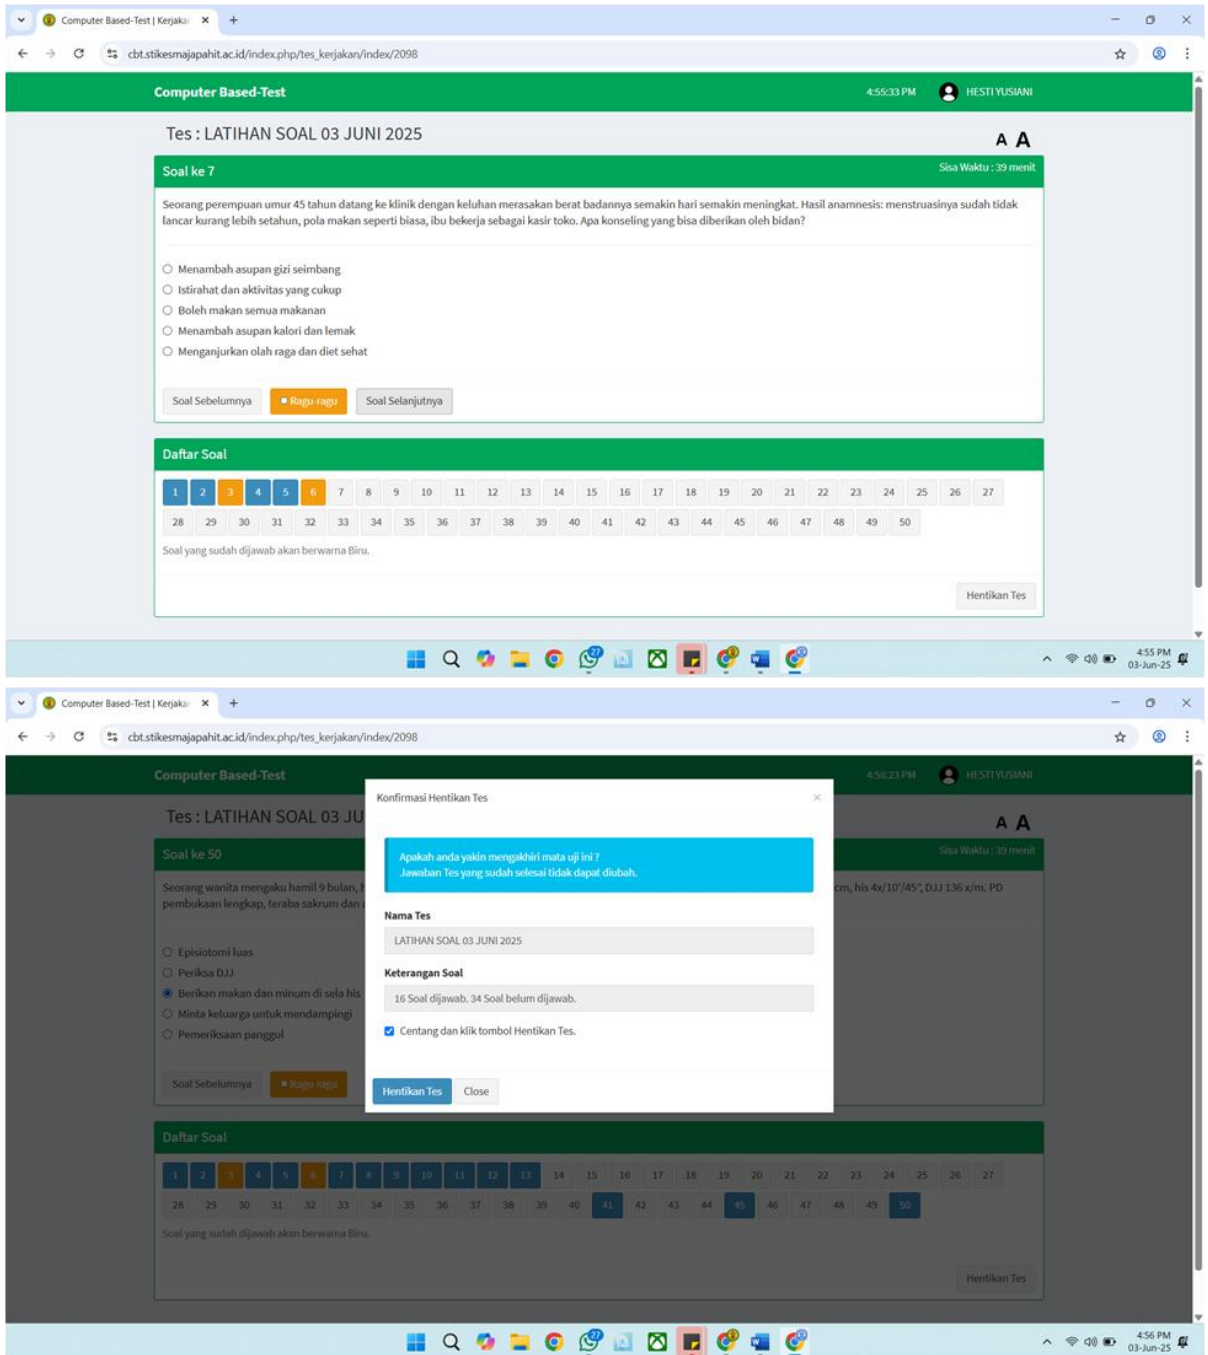 Computer Based-Test | Kerjaka
cbt.stikesmajapahit.ac.id/index.php/tes_kerjakan/index/2098
Computer Based-Test
4:55:33 PM
HESTI YUSIANI
Tes : LATIHAN SOAL 03 JUNI 2025
A A
Soal ke 7
Sisa Waktu : 39 menit
Seorang perempuan umur 45 tahun datang ke klinik dengan keluhan merasakan berat badannya semakin hari semakin meningkat. Hasil anamnesis: menstruasinya sudah tidak
lancar kurang lebih setahun, pola makan seperti biasa, ibu bekerja sebagai kasir toko. Apa konseling yang bisa diberikan oleh bidan?
Menambah asupan gizi seimbang
Istirahat dan aktivitas yang cukup
Boleh makan semua makanan
Menambah asupan kalori dan lemak
Menganjurkan olah raga dan diet sehat
Soal Sebelumnya
Ragu-ragu
Soal Selanjutnya
Daftar Soal
1 2 3 4 5 6 7 8 9 10 11 12 13 14 15 16 17 18 19 20 21 22 23 24 25 26 27
28 29 30 31 32 33 34 35 36 37 38 39 40 41 42 43 44 45 46 47 48 49 50
Soal yang sudah dijawab akan berwarna Biru.
Hentikan Tes
27
4:55 PM
03-Jun-25
Computer Based-Test | Kerjaka
cbt.stikesmajapahit.ac.id/index.php/tes_kerjakan/index/2098
Computer Based-Test
4:56:23 PM
HESTI YUSIANI
Tes : LATIHAN SOAL 03 JU
A A
Soal ke 50
Sisa Waktu : 39 menit
Seorang wanita mengaku hamil 9 bulan, h
cm, his 4x/10'/45", DJJ 136 x/m. PD
pembukaan lengkap, teraba sakrum dan
Episiotomi luas
Periksa DJJ
Berikan makan dan minum di sela his
Minta keluarga untuk mendampingi
Pemeriksaan panggul
Soal Sebelumnya
Ragu-ragu
Konfirmasi Hentikan Tes
Apakah anda yakin mengakhiri mata uji ini ?
Jawaban Tes yang sudah selesai tidak dapat diubah.
Nama Tes
LATIHAN SOAL 03 JUNI 2025
Keterangan Soal
16 Soal dijawab. 34 Soal belum dijawab.
Centang dan klik tombol Hentikan Tes.
Hentikan Tes
Close
Daftar Soal
1 2 3 4 5 6 7 8 9 10 11 12 13 14 15 16 17 18 19 20 21 22 23 24 25 26 27
28 29 30 31 32 33 34 35 36 37 38 39 40 41 42 43 44 45 46 47 48 49 50
Soal yang sudah dijawab akan berwarna Biru.
Hentikan Tes
27
4:56 PM
03-Jun-25